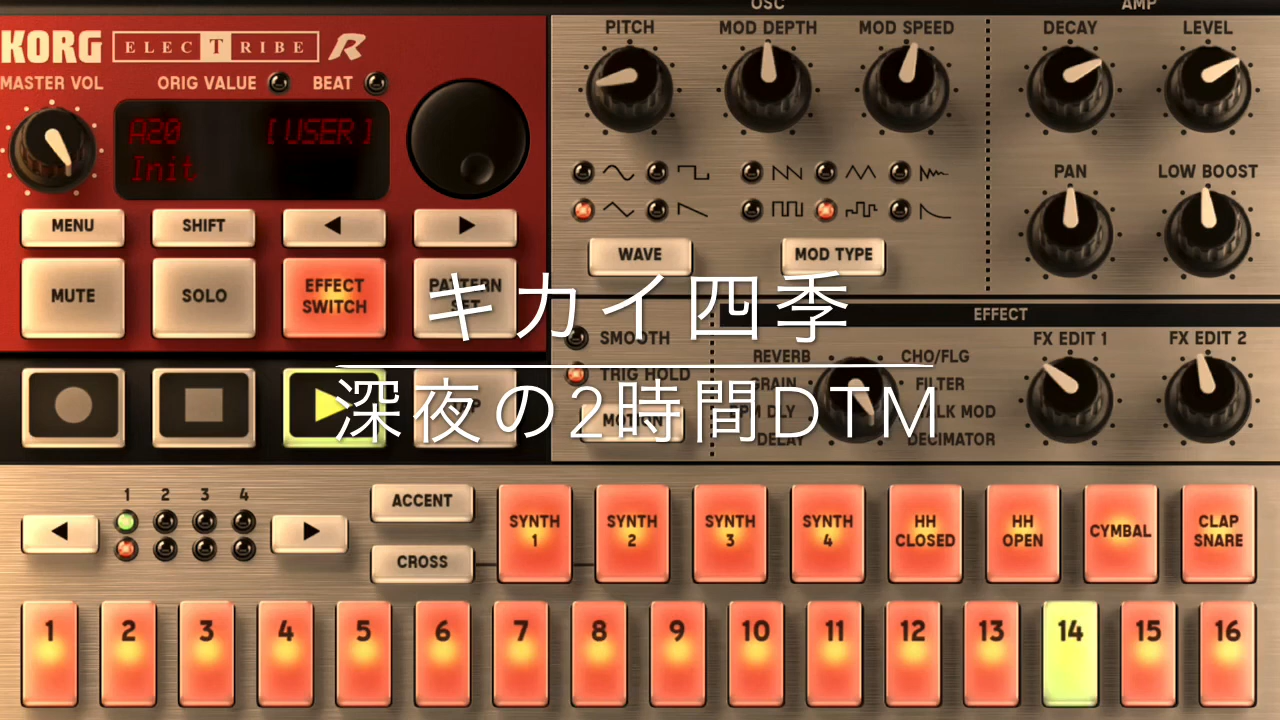 OSC
AMP
KORG ELECTRIBE R
MASTER VOL
ORIG VALUE
BEAT
A20 [USER]
Init
PITCH
MOD DEPTH
MOD SPEED
DECAY
LEVEL
PAN
LOW BOOST
MENU
SHIFT
WAVE
MOD TYPE
MUTE
SOLO
EFFECT
SWITCH
PATTERN
SET
キカイ四季
深夜の2時間DTM
EFFECT
SMOOTH
TRIG HOLD
MOTION
REVERB
GRAIN
DELAY
CHO/FLG
FILTER
DECIMATOR
FX EDIT 1
FX EDIT 2
1 2 3 4
ACCENT
CROSS
SYNTH
1
SYNTH
2
SYNTH
3
SYNTH
4
HH
CLOSED
HH
OPEN
CYMBAL
CLAP
SNARE
1 2 3 4 5 6 7 8 9 10 11 12 13 14 15 16